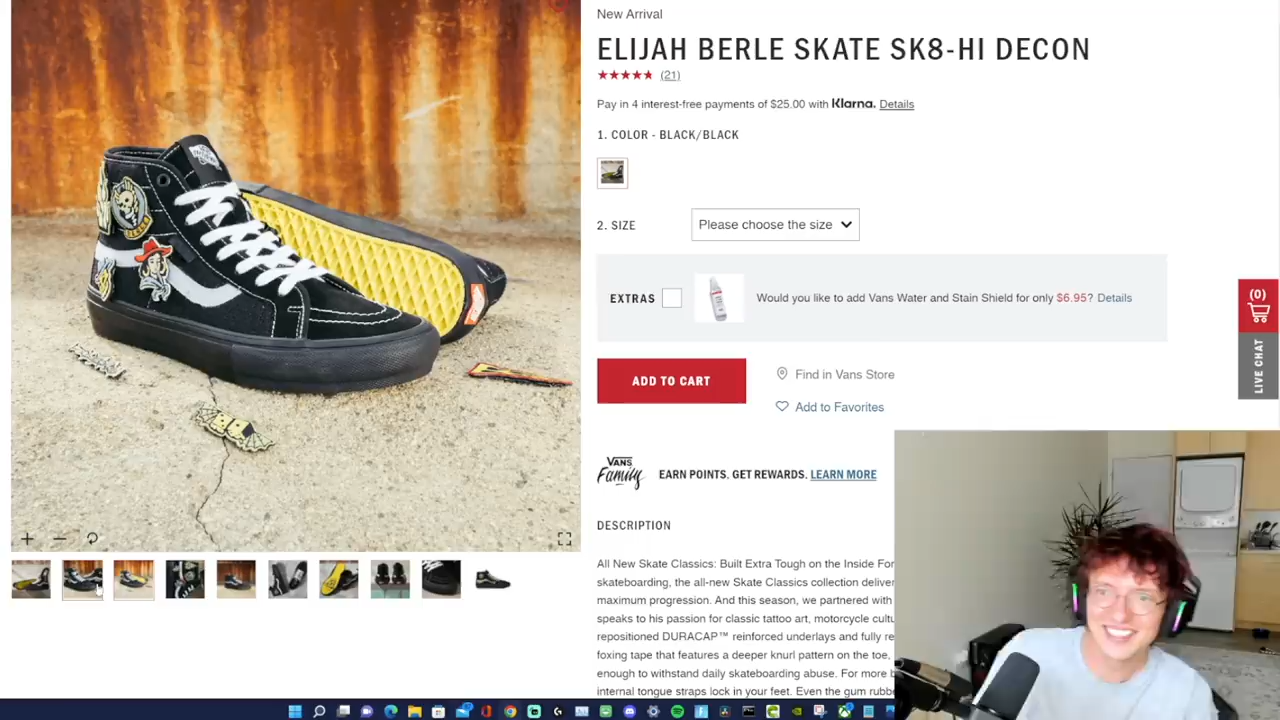 New Arrival
ELIJAH BERLE SKATE SK8-HI DECON
(21)
Pay in 4 interest-free payments of $25.00 with Klarna. Details
1. COLOR - BLACK/BLACK
2. SIZE
Please choose the size
EXTRAS
Would you like to add Vans Water and Stain Shield for only $6.95? Details
(0)
LIVE CHAT
ADD TO CART
Find in Vans Store
Add to Favorites
VANS Family
EARN POINTS. GET REWARDS. LEARN MORE
DESCRIPTION
All New Skate Classics: Built Extra Tough on the Inside For
skateboarding, the all-new Skate Classics collection deliver
maximum progression. And this season, we partnered with
speaks to his passion for classic tattoo art, motorcycle cultu
repositioned DURACAP™ reinforced underlays and fully re
foxing tape that features a deeper knurl pattern on the toe,
enough to withstand daily skateboarding abuse. For more b
internal tongue straps lock in your feet. Even the gum rubb